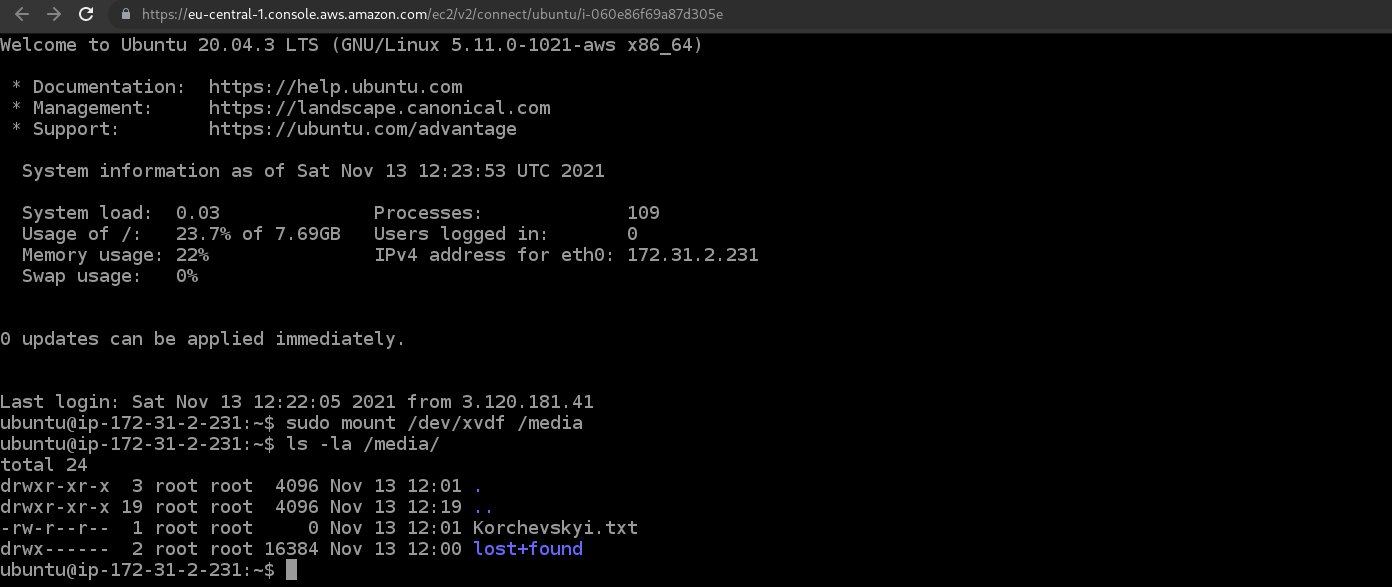 https://eu-central-1.console.aws.amazon.com/ec2/v2/connect/ubuntu/i-060e86f69a87d305e
Welcome to Ubuntu 20.04.3 LTS (GNU/Linux 5.11.0-1021-aws x86_64)
* Documentation: https://help.ubuntu.com
* Management: https://landscape.canonical.com
* Support: https://ubuntu.com/advantage
System information as of Sat Nov 13 12:23:53 UTC 2021
System load: 0.03 Processes: 109
Usage of /: 23.7% of 7.69GB Users logged in: 0
Memory usage: 22% IPv4 address for eth0: 172.31.2.231
Swap usage: 0%
0 updates can be applied immediately.
Last login: Sat Nov 13 12:22:05 2021 from 3.120.181.41
ubuntu@ip-172-31-2-231:~$ sudo mount /dev/xvdf /media
ubuntu@ip-172-31-2-231:~$ ls -la /media/
total 24
drwxr-xr-x 3 root root 4096 Nov 13 12:01 .
drwxr-xr-x 19 root root 4096 Nov 13 12:19 ..
-rw-r--r-- 1 root root 0 Nov 13 12:01 Korchevskyi.txt
drwx------ 2 root root 16384 Nov 13 12:00 lost+found
ubuntu@ip-172-31-2-231:~$